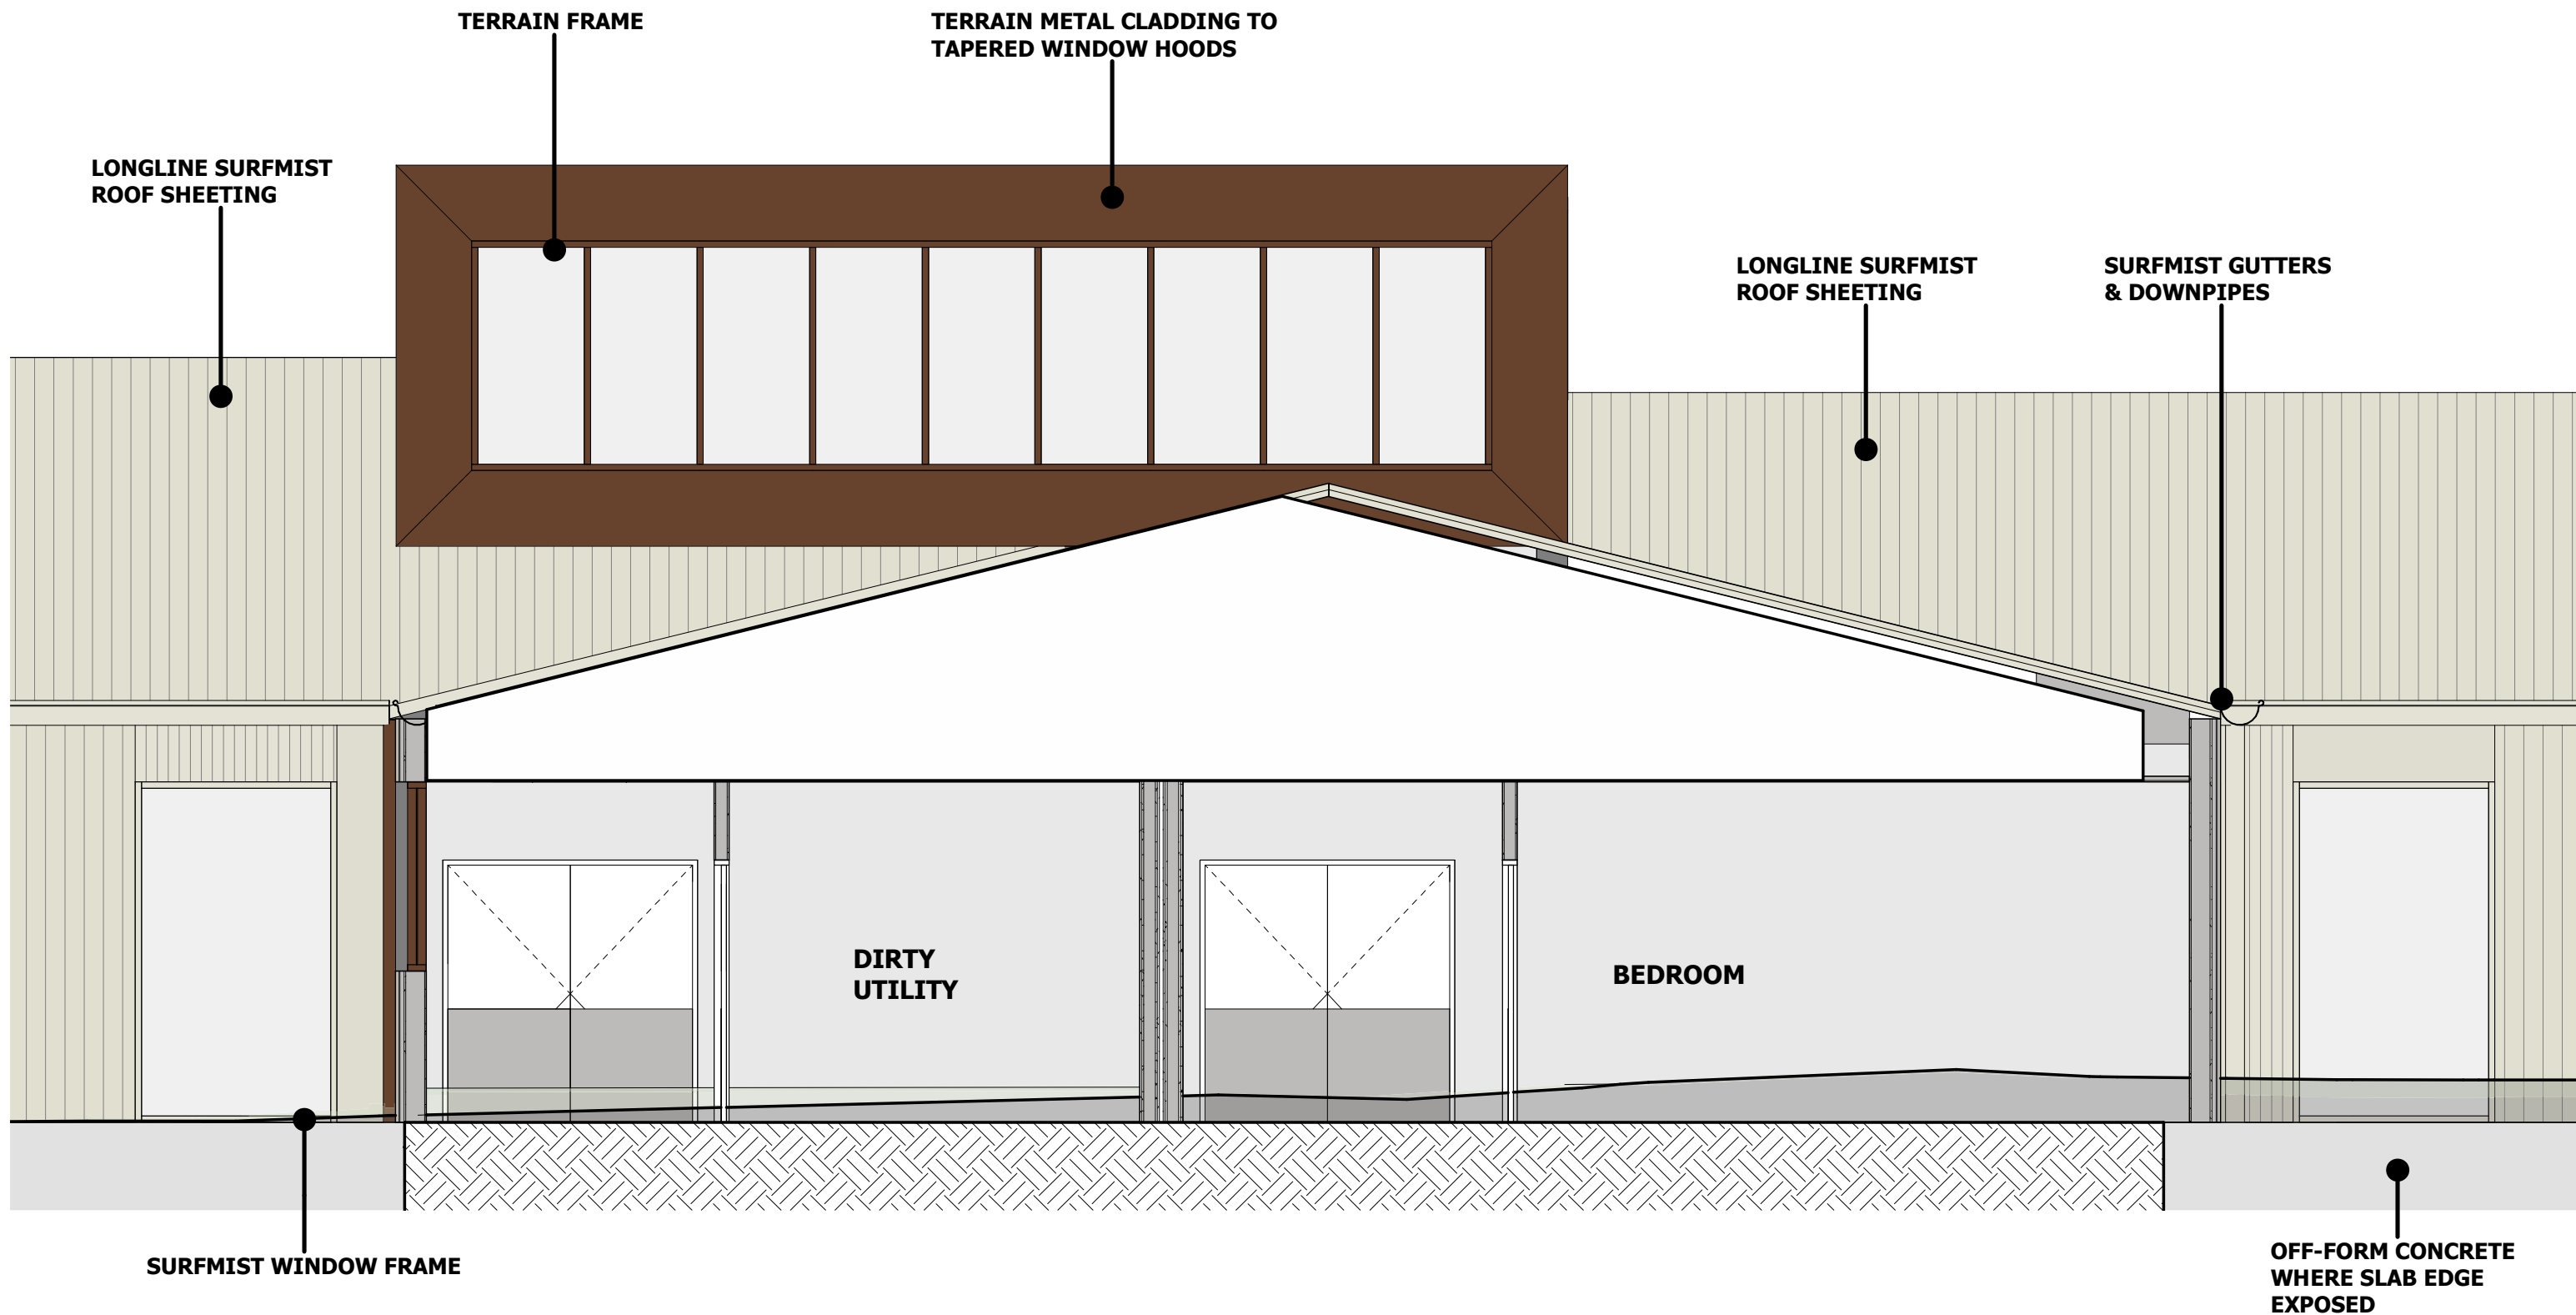 TERRAIN FRAME
TERRAIN METAL CLADDING TO
TAPERED WINDOW HOODS
LONGLINE SURFMIST
ROOF SHEETING
LONGLINE SURFMIST
ROOF SHEETING
SURFMIST GUTTERS
& DOWNPIPES
DIRTY
UTILITY
BEDROOM
SURFMIST WINDOW FRAME
OFF-FORM CONCRETE
WHERE SLAB EDGE
EXPOSED